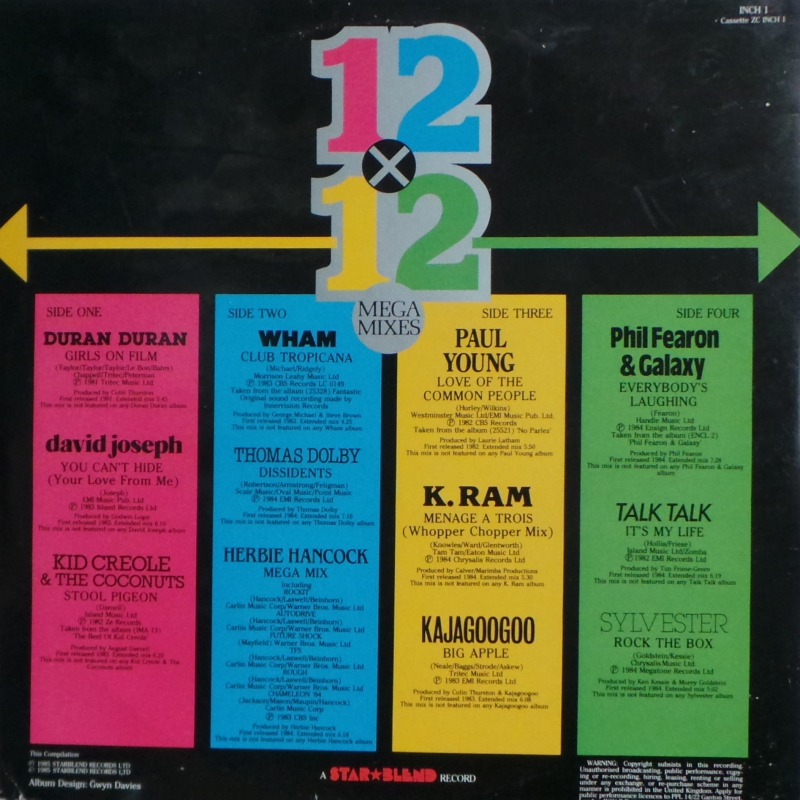 INCH 1
• Cassette ZC INCH 1
12
×
12
MEGA
MIXES
SIDE ONE
DURAN DURAN
GIRLS ON FILM
(Taylor/Taylor/Taylor/Le Bon/Bates)
Chappell/Tritec/Peterman
Ⓟ 1981 Tritec Music Ltd
Produced by Colin Thurston
First released 1981. Extended mix 5.45
This mix is not featured on any Duran Duran album
david joseph
YOU CAN'T HIDE
(Your Love From Me)
(Joseph)
EMI Music Pub. Ltd
Ⓟ 1983 Island Records Ltd
Produced by Godwin Logie
First released 1983. Extended mix
This mix is not featured on any David Joseph album
KID CREOLE
& THE COCONUTS
STOOL PIGEON
(Darnell)
Island Music Ltd
Ⓟ 1982 Ze Records
Taken from the album (IMA 13)
'The Best Of Kid Creole'
Produced by August Darnell
First released 1982. Extended mix
This mix is not featured on any Kid Creole & The
Coconuts album
SIDE TWO
WHAM
CLUB TROPICANA
(Michael/Ridgely)
Morrison Leahy Music Ltd
Ⓟ 1983 CBS Records LC 0149
Taken from the album (25328) Fantastic
Original sound recording made by
Innervision Records
Produced by George Michael & Steve Brown
First released 1983. Extended mix 4.25
This mix is not featured on any Wham album
THOMAS DOLBY
DISSIDENTS
(Robertson/Armstrong/Feligman)
Scale Music/Oval Music/Point Music
Ⓟ 1984 EMI Records Ltd
Produced by Thomas Dolby
First released 1984. Extended mix 7.16
This mix is not featured on any Thomas Dolby album
HERBIE HANCOCK
MEGA MIX
Including
ROCKIT
(Hancock/Laswell/Beinhorn)
Carlin Music Corp/Warner Bros. Music Ltd
AUTODRIVE
(Hancock/Laswell/Beinhorn)
Carlin Music Corp/Warner Bros. Music Ltd
FUTURE SHOCK
(Mayfield) Warner Bros. Music Ltd
TFS
(Hancock/Laswell/Beinhorn)
Carlin Music Corp/Warner Bros. Music Ltd
ROUGH
(Hancock/Laswell/Beinhorn)
Carlin Music Corp/Warner Bros. Music Ltd
CHAMELEON '84
(Jackson/Mason/Maupin/Hancock)
Carlin Music Corp
Ⓟ 1983 CBS Inc
Produced by Herbie Hancock
First released 1984. Extended mix 6.18
This mix is not featured on any Herbie Hancock album
SIDE THREE
PAUL
YOUNG
LOVE OF THE
COMMON PEOPLE
(Hurley/Wilkins)
Westminster Music Ltd/EMI Music Pub. Ltd.
Ⓟ 1982 CBS Records
Taken from the album (25521) 'No Parlez'
Produced by Laurie Latham
First released 1982. Extended mix 5.50
This mix is not featured on any Paul Young album
K. RAM
MENAGE A TROIS
(Whopper Chopper Mix)
(Knowles/Ward/Glentworth)
Tam Tam/Eaton Music Ltd
Ⓟ 1984 Chrysalis Records Ltd
Produced by Calver/Marimba Productions
First released 1984. Extended mix 5.30
This mix is not featured on any K. Ram album
KAJAGOOGOO
BIG APPLE
(Neale/Baggs/Strode/Askew)
Tritec Music Ltd
Ⓟ 1983 EMI Records Ltd
Produced by Colin Thurston & Kajagoogoo
First released 1983. Extended mix 6.08
This mix is not featured on any Kajagoogoo album
SIDE FOUR
Phil Fearon
& Galaxy
EVERYBODY'S
LAUGHING
(Fearon)
Handle Music Ltd
Ⓟ 1984 Ensign Records Ltd
Taken from the album (ENCL 2)
Phil Fearon & Galaxy
Produced by Phil Fearon
First released 1984. Extended mix 7.28
This mix is not featured on any Phil Fearon & Galaxy
album
TALK TALK
IT'S MY LIFE
(Hollis/Friese)
Island Music Ltd/Zomba
Ⓟ 1982 EMI Records Ltd
Produced by Tim Friese-Green
First released 1984. Extended mix 6.19
This mix is not featured on any Talk Talk album
SYLVESTER
ROCK THE BOX
(Goldstein/Kessie)
Chrysalis Music Ltd.
Ⓟ 1984 Megatone Records Ltd
Produced by Ken Kessie & Morey Goldstein
First released 1984. Extended mix 5.02
This mix is not featured on any Sylvester album
This Compilation
Ⓟ 1985 STARBLEND RECORDS LTD
© 1985 STARBLEND RECORDS LTD
Album Design: Gwyn Davies
A STAR★BLEND RECORD
WARNING: Copyright subsists in this recording.
Unauthorised broadcasting, public performance, copy-
ing or re-recording, hiring, leasing, renting or selling
under any exchange, or re-purchase scheme in any
manner is prohibited in the United Kingdom. Apply for
public performance licences to PPL 14/22 Ganton Street,